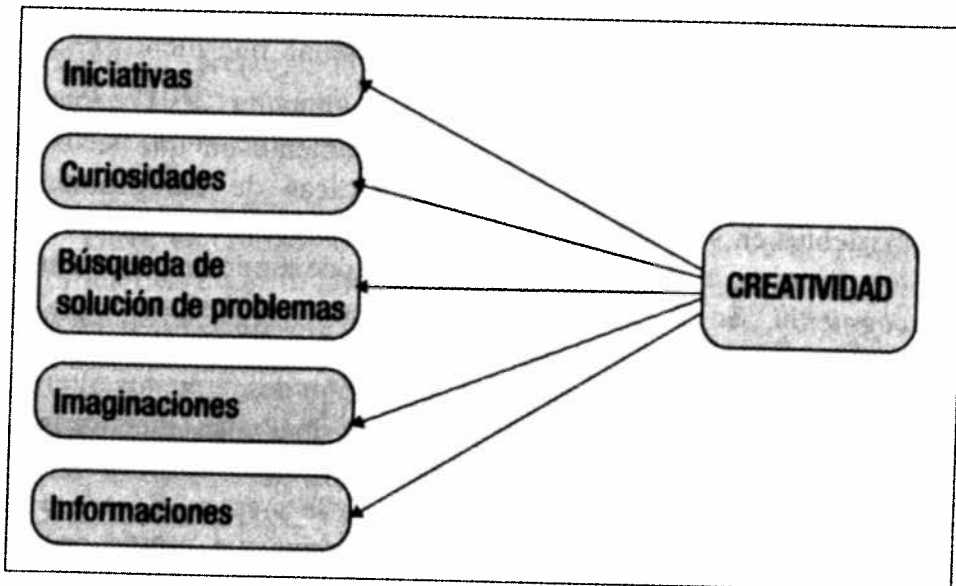 Iniciativas
Curiosidades
Búsqueda de
solución de problemas
Imaginaciones
Informaciones
CREATIVIDAD